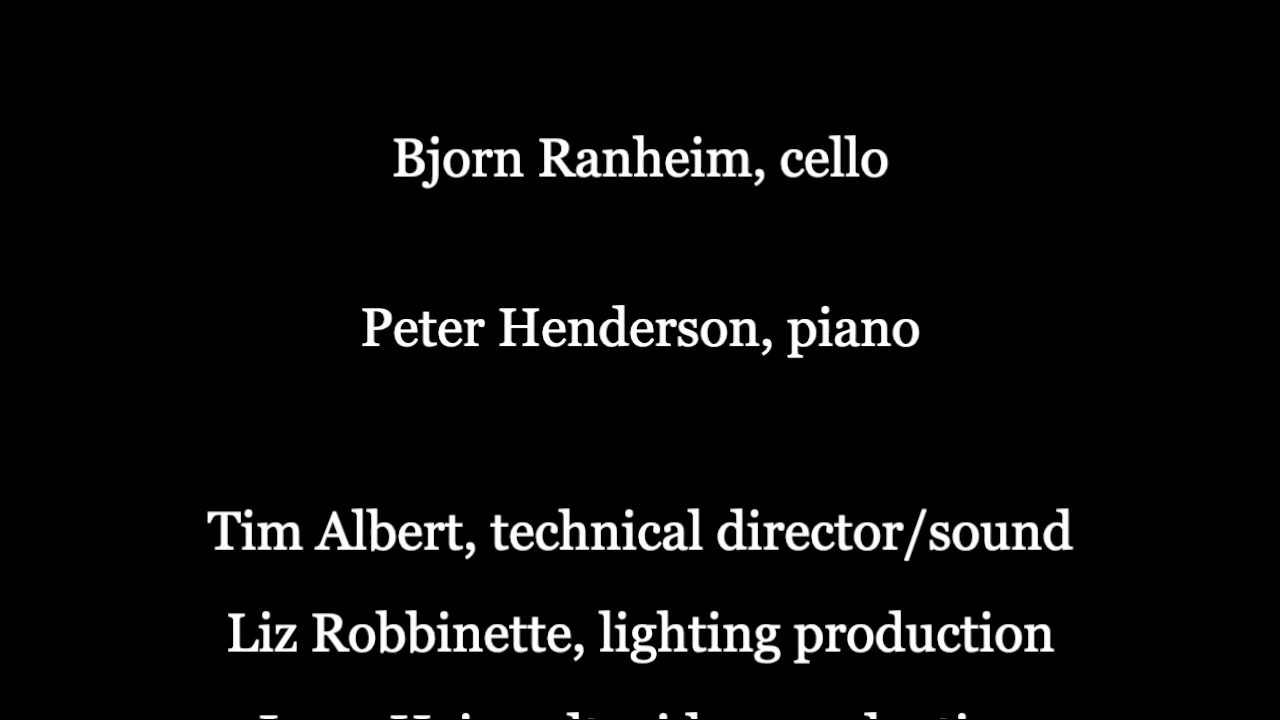 Bjorn Ranheim, cello
Peter Henderson, piano
Tim Albert, technical director/sound
Liz Robbinette, lighting production